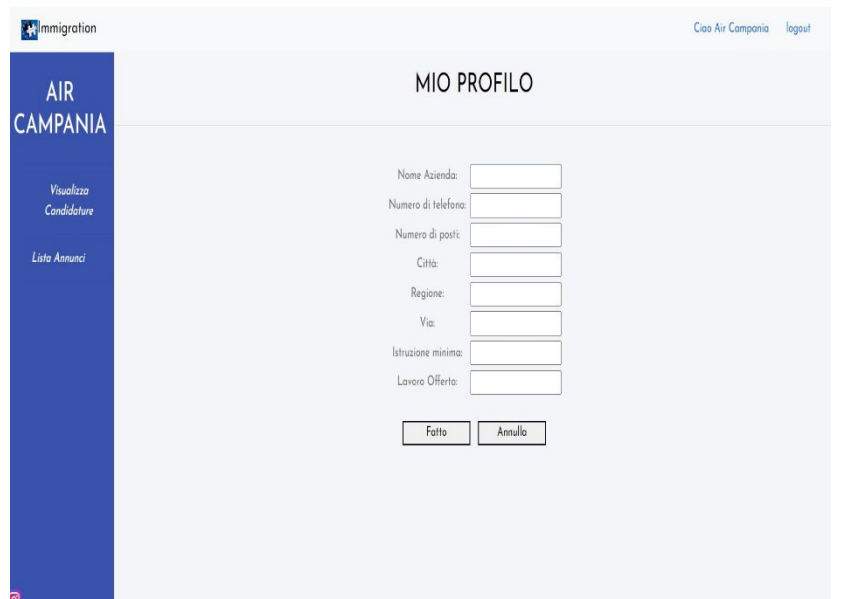 Immigration
Ciao Air Campania logout
AIR
CAMPANIA
Visualizza
Candidature
Lista Annunci
MIO PROFILO
Nome Azienda:
Numero di telefono:
Numero di posti:
Città:
Regione:
Via:
Istruzione minima:
Lavoro Offerto:
Fatto Annulla